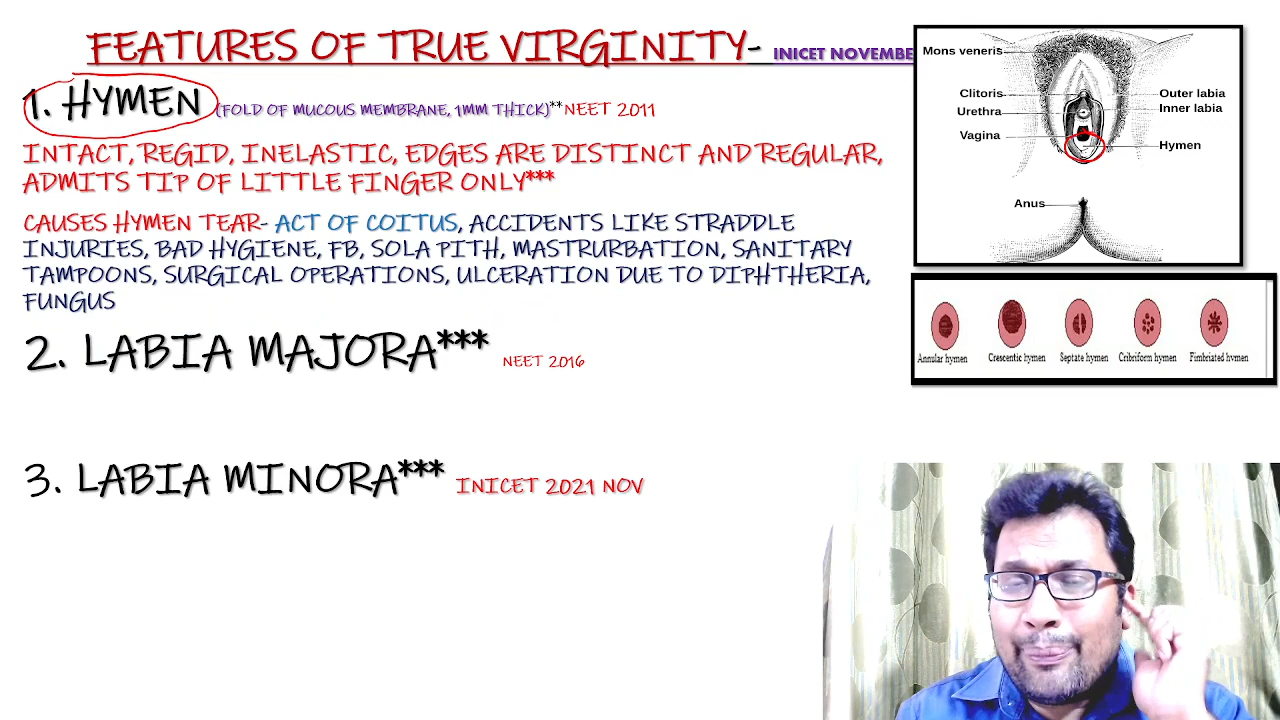 FEATURES OF TRUE VIRGINITY- INICET NOVEMBE
1. HYMEN (FOLD OF MUCOUS MEMBRANE, 1MM THICK)** NEET 2011
INTACT, REGID, INELASTIC, EDGES ARE DISTINCT AND REGULAR,
ADMITS TIP OF LITTLE FINGER ONLY***
CAUSES HYMEN TEAR- ACT OF COITUS, ACCIDENTS LIKE STRADDLE
INJURIES, BAD HYGIENE, FB, SOLA PITH, MASTRURBATION, SANITARY
TAMPOONS, SURGICAL OPERATIONS, ULCERATION DUE TO DIPHTHERIA,
FUNGUS
2. LABIA MAJORA*** NEET 2016
3. LABIA MINORA*** INICET 2021 NOV
Mons veneris
Clitoris
Urethra
Vagina
Anus
Outer labia
Inner labia
Hymen
Annular hymen
Crescentic hymen
Septate hymen
Cribriform hymen
Fimbriated hymen